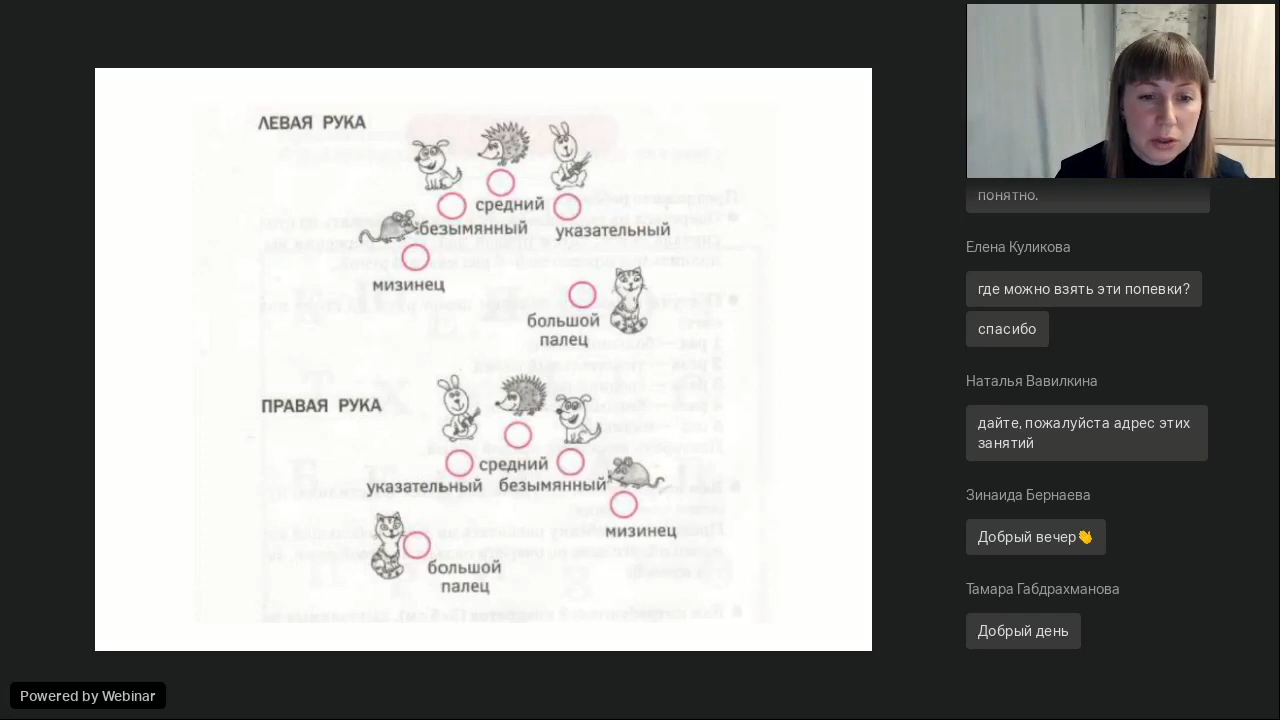 ЛЕВАЯ РУКА
средний
безымянный
указательный
мизинец
большой
палец
ПРАВАЯ РУКА
средний
указательный
безымянный
мизинец
большой
палец
понятно.
Елена Куликова
где можно взять эти попевки?
спасибо
Наталья Вавилкина
дайте, пожалуйста адрес этих
занятий
Зинаида Бернаева
Добрый вечер👋
Тамара Габдрахманова
Добрый день
Powered by Webinar